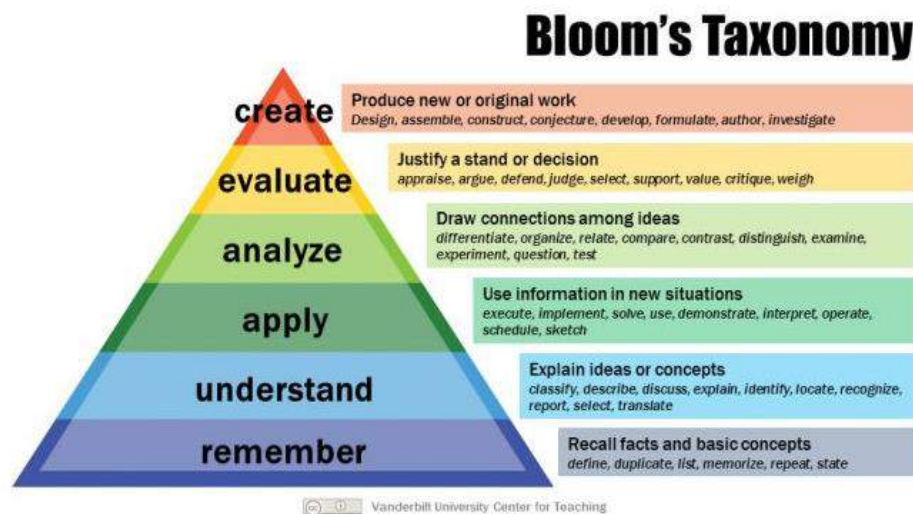 Bloom's Taxonomy
create
Produce new or original work
Design, assemble, construct, conjecture, develop, formulate, author, investigate
evaluate
Justify a stand or decision
appraise, argue, defend, judge, select, support, value, critique, weigh
analyze
Draw connections among ideas
differentiate, organize, relate, compare, contrast, distinguish, examine,
experiment, question, test
apply
Use information in new situations
execute, implement, solve, use, demonstrate, interpret, operate,
schedule, sketch
understand
Explain ideas or concepts
classify, describe, discuss, explain, identify, locate, recognize,
report, select, translate
remember
Recall facts and basic concepts
define, duplicate, list, memorize, repeat, state
cc Vanderbilt University Center for Teaching